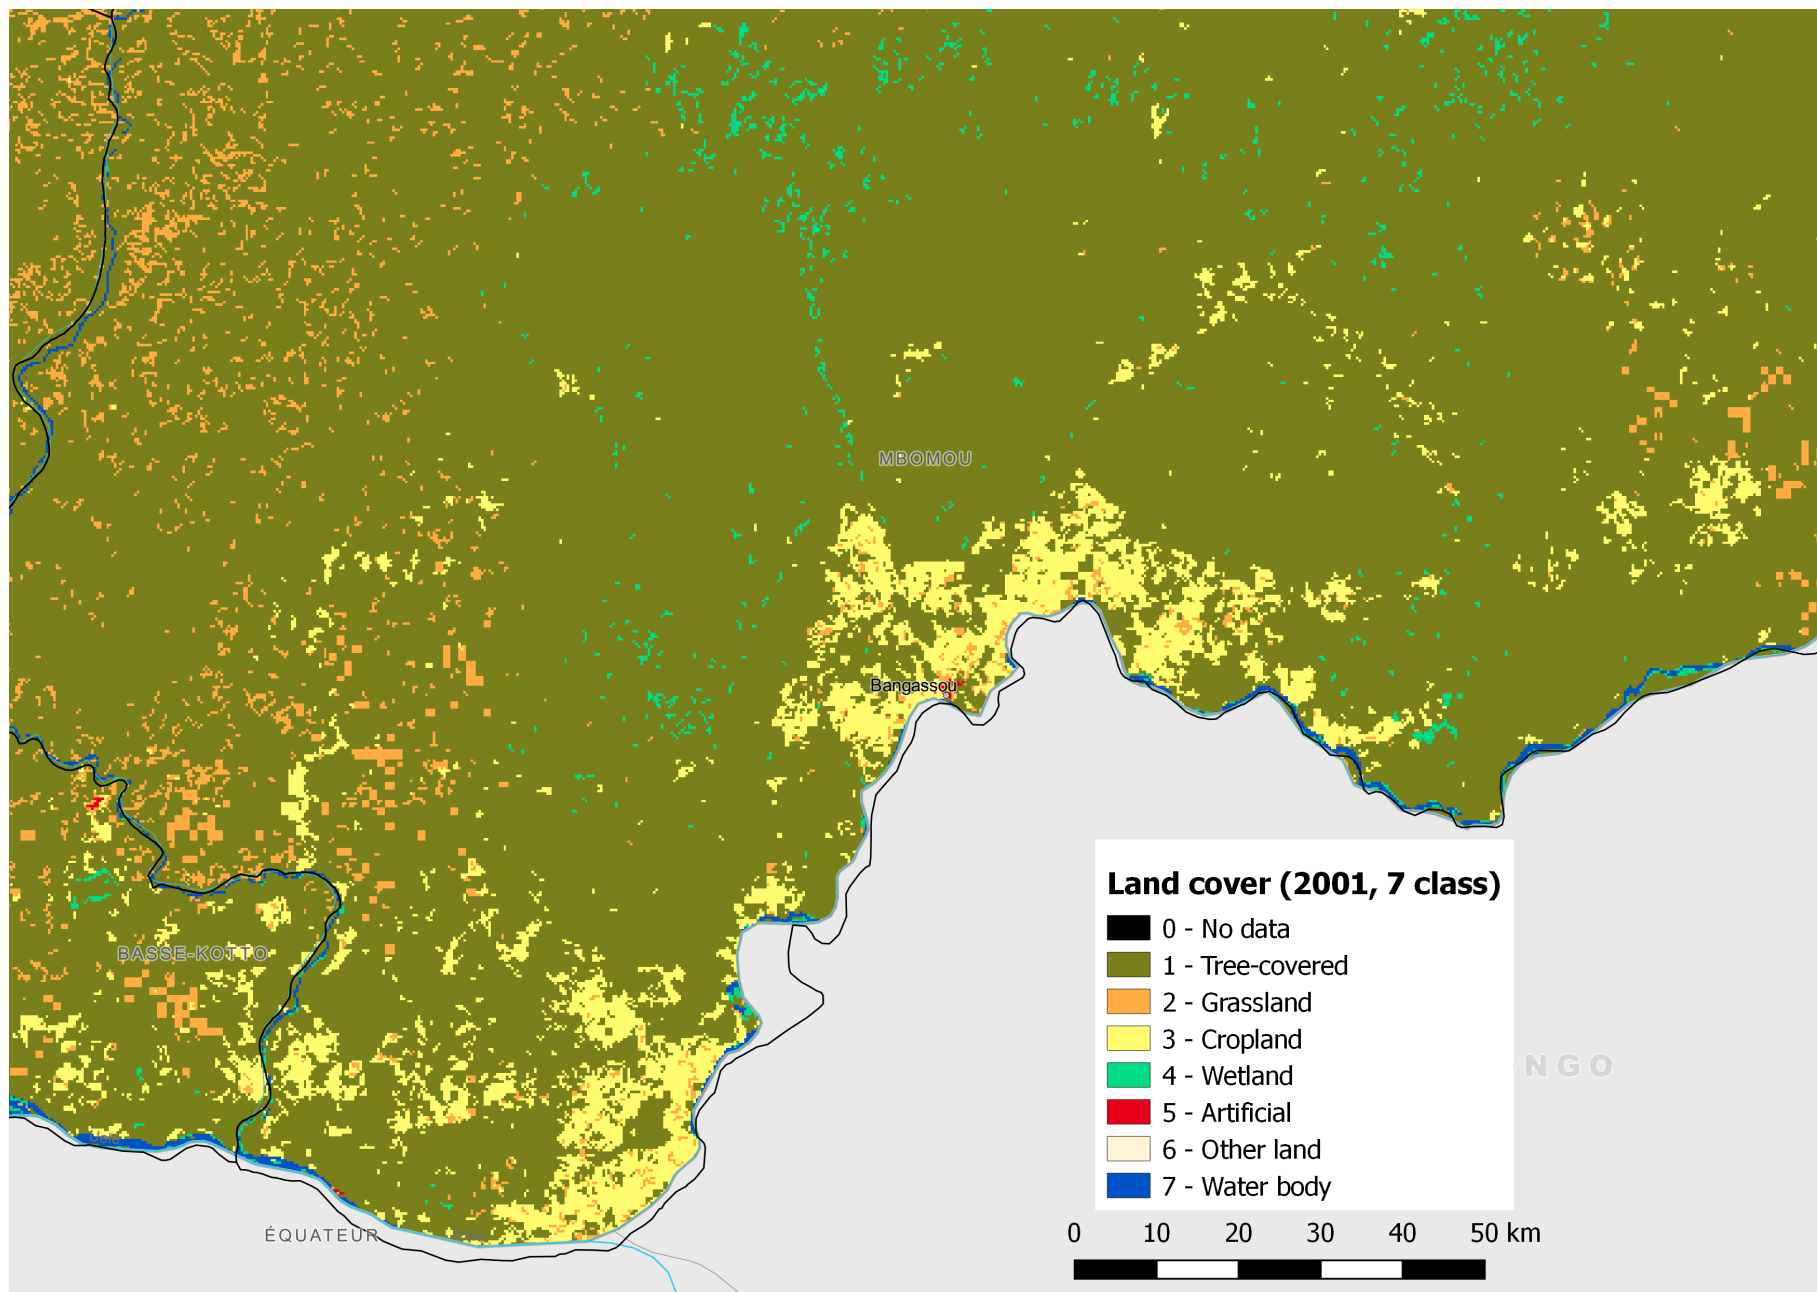 MBOMOU
Bangassou
BASSE-KOTTO
ÉQUATEUR
NGO
Land cover (2001, 7 class)
0 - No data
1 - Tree-covered
2 - Grassland
3 - Cropland
4 - Wetland
5 - Artificial
6 - Other land
7 - Water body
0 10 20 30 40 50 km